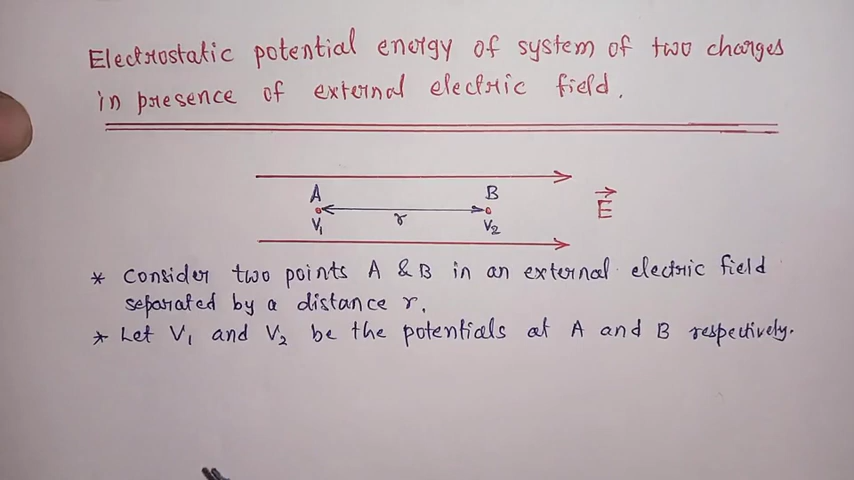 Electrostatic potential energy of system of two charges
in presence of external electric field.
A B
V₁ r V₂
E⃗
* Consider two points A & B in an external electric field
separated by a distance r.
* Let V₁ and V₂ be the potentials at A and B respectively.